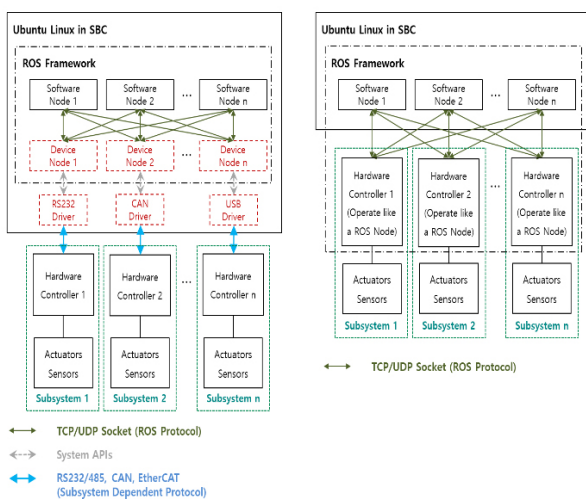 Ubuntu Linux in SBC
ROS Framework
Software
Node 1
Software
Node 2
...
Software
Node n
Device
Node 1
Device
Node 2
...
Device
Node n
RS232
Driver
CAN
Driver
USB
Driver
Hardware
Controller 1
Hardware
Controller 2
...
Hardware
Controller n
Actuators
Sensors
Actuators
Sensors
Actuators
Sensors
Subsystem 1
Subsystem 2
Subsystem n
TCP/UDP Socket (ROS Protocol)
System APIs
RS232/485, CAN, EtherCAT
(Subsystem Dependent Protocol)
Ubuntu Linux in SBC
ROS Framework
Software
Node 1
Software
Node 2
...
Software
Node n
Hardware
Controller 1
(Operate like
a ROS Node)
Hardware
Controller 2
(Operate like
a ROS Node)
...
Hardware
Controller n
(Operate like
a ROS Node)
Actuators
Sensors
Actuators
Sensors
Actuators
Sensors
Subsystem 1
Subsystem 2
Subsystem n
TCP/UDP Socket (ROS Protocol)